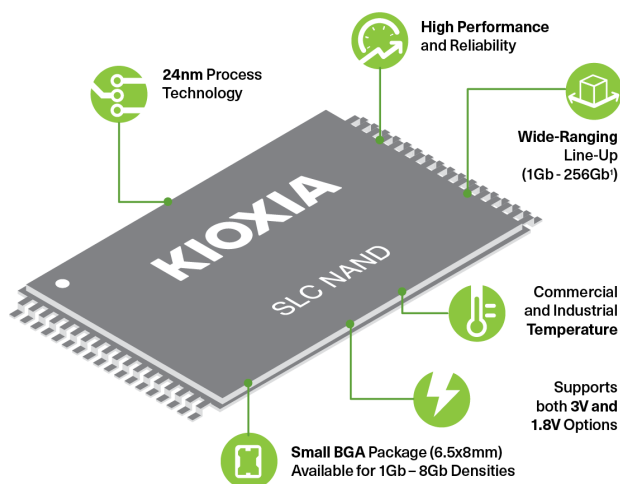 High Performance
and Reliability
24nm Process
Technology
Wide-Ranging
Line-Up
(1Gb - 256Gb¹)
KIOXIA
SLC NAND
Commercial
and Industrial
Temperature
Supports
both 3V and
1.8V Options
Small BGA Package (6.5x8mm)
Available for 1Gb – 8Gb Densities